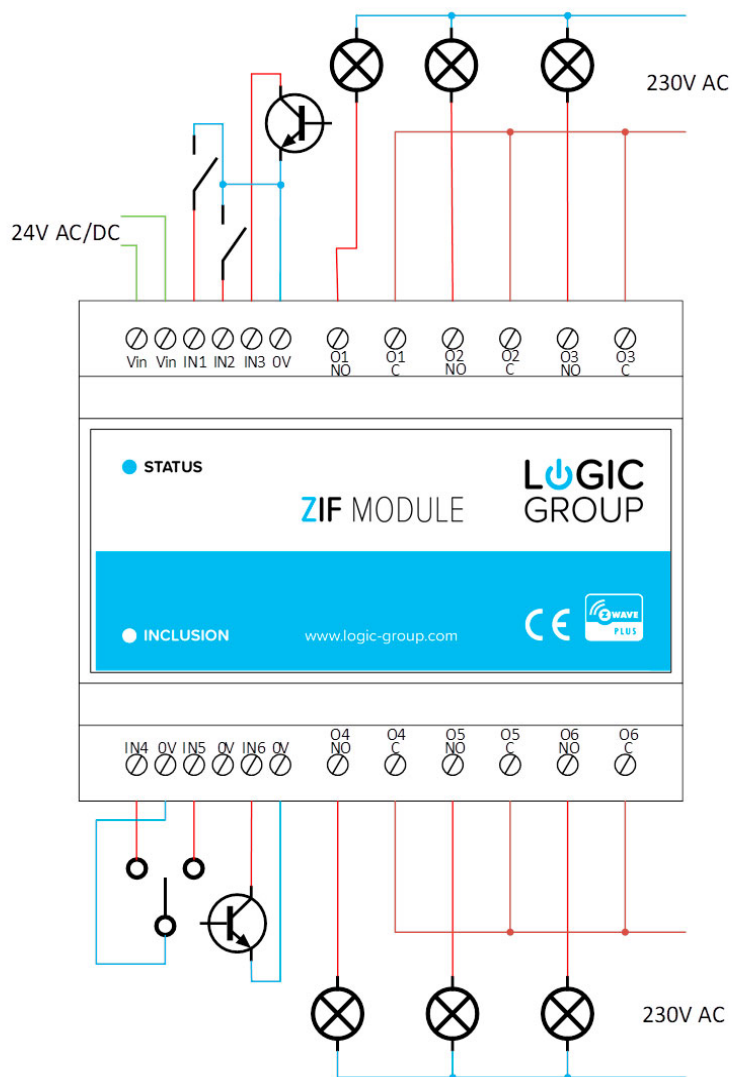 230V AC
24V AC/DC
Vin Vin IN1 IN2 IN3 0V O1 NO O1 C O2 NO O2 C O3 NO O3 C
STATUS
LOGIC
GROUP
ZIF MODULE
INCLUSION
www.logic-group.com
CE
Z WAVE
PLUS
IN4 0V IN5 0V IN6 0V O4 NO O4 C O5 NO O5 C O6 NO O6 C
230V AC